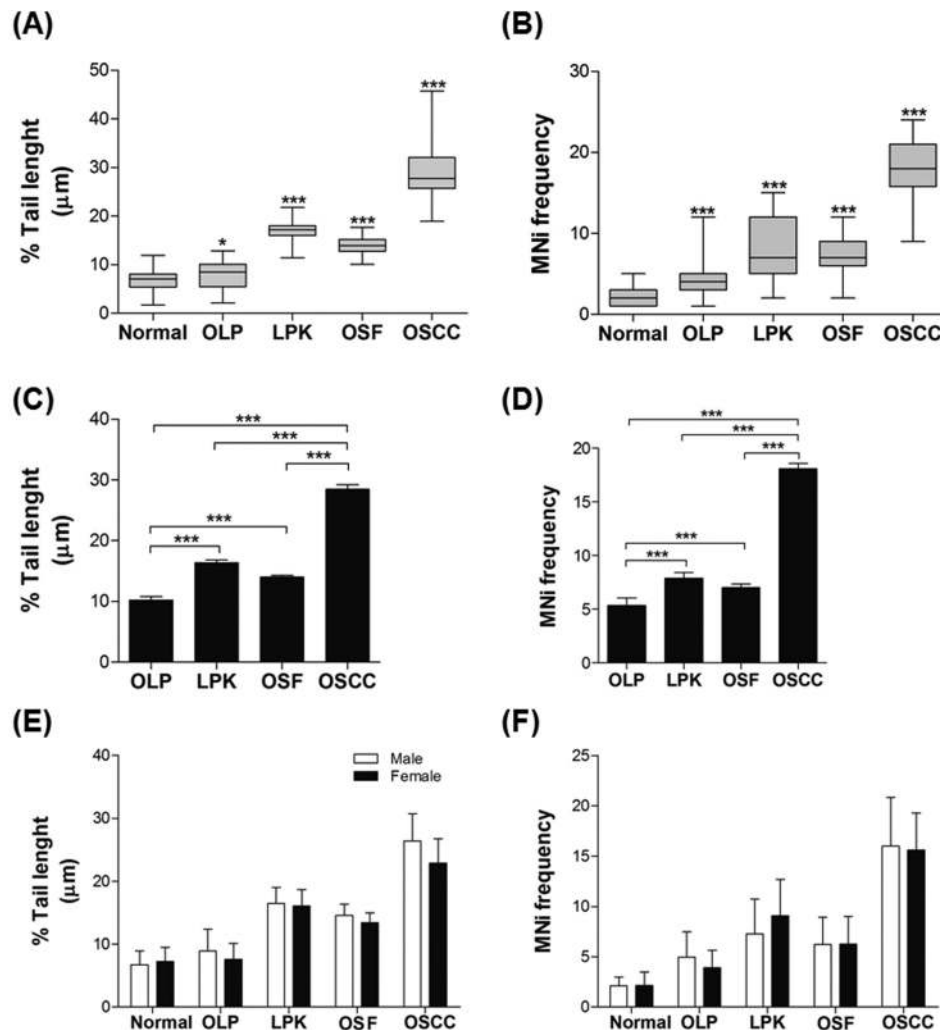 (A)
% Tail lenght
(μm)
50
40
30
20
10
0
*
***
***
***
Normal OLP LPK OSF OSCC
(B)
MNi frequency
30
20
10
0
***
***
***
***
Normal OLP LPK OSF OSCC
(C)
% Tail lenght
(μm)
40
30
20
10
0
***
***
***
***
***
OLP LPK OSF OSCC
(D)
MNi frequency
20
15
10
5
0
***
***
***
***
***
OLP LPK OSF OSCC
(E)
% Tail lenght
(μm)
40
30
20
10
0
Male
Female
Normal OLP LPK OSF OSCC
(F)
MNi frequency
25
20
15
10
5
0
Normal OLP LPK OSF OSCC